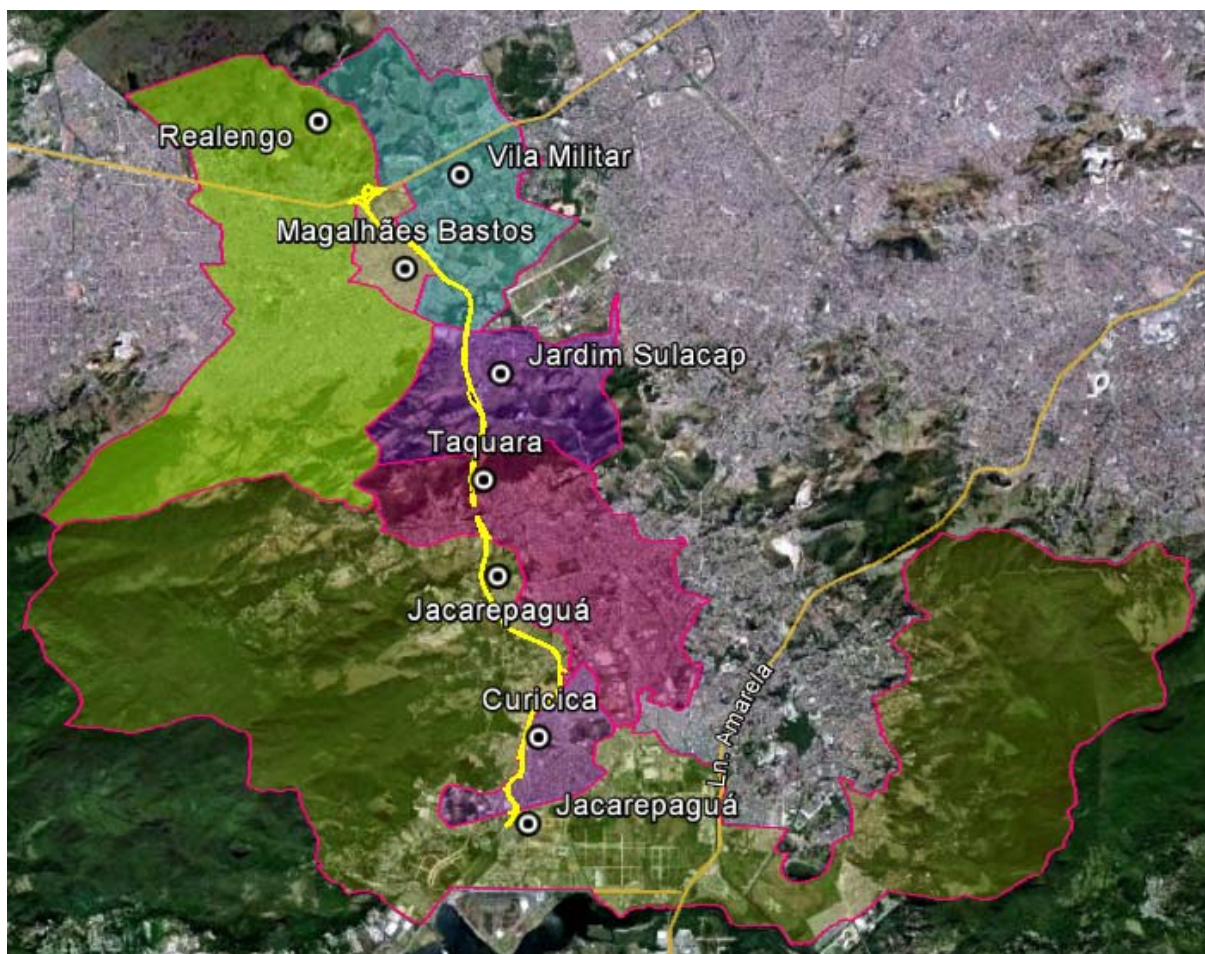 Realengo
Vila Militar
Magalhães Bastos
Jardim Sulacap
Taquara
Jacarepaguá
Curicica
Ln. Amarela
Jacarepaguá